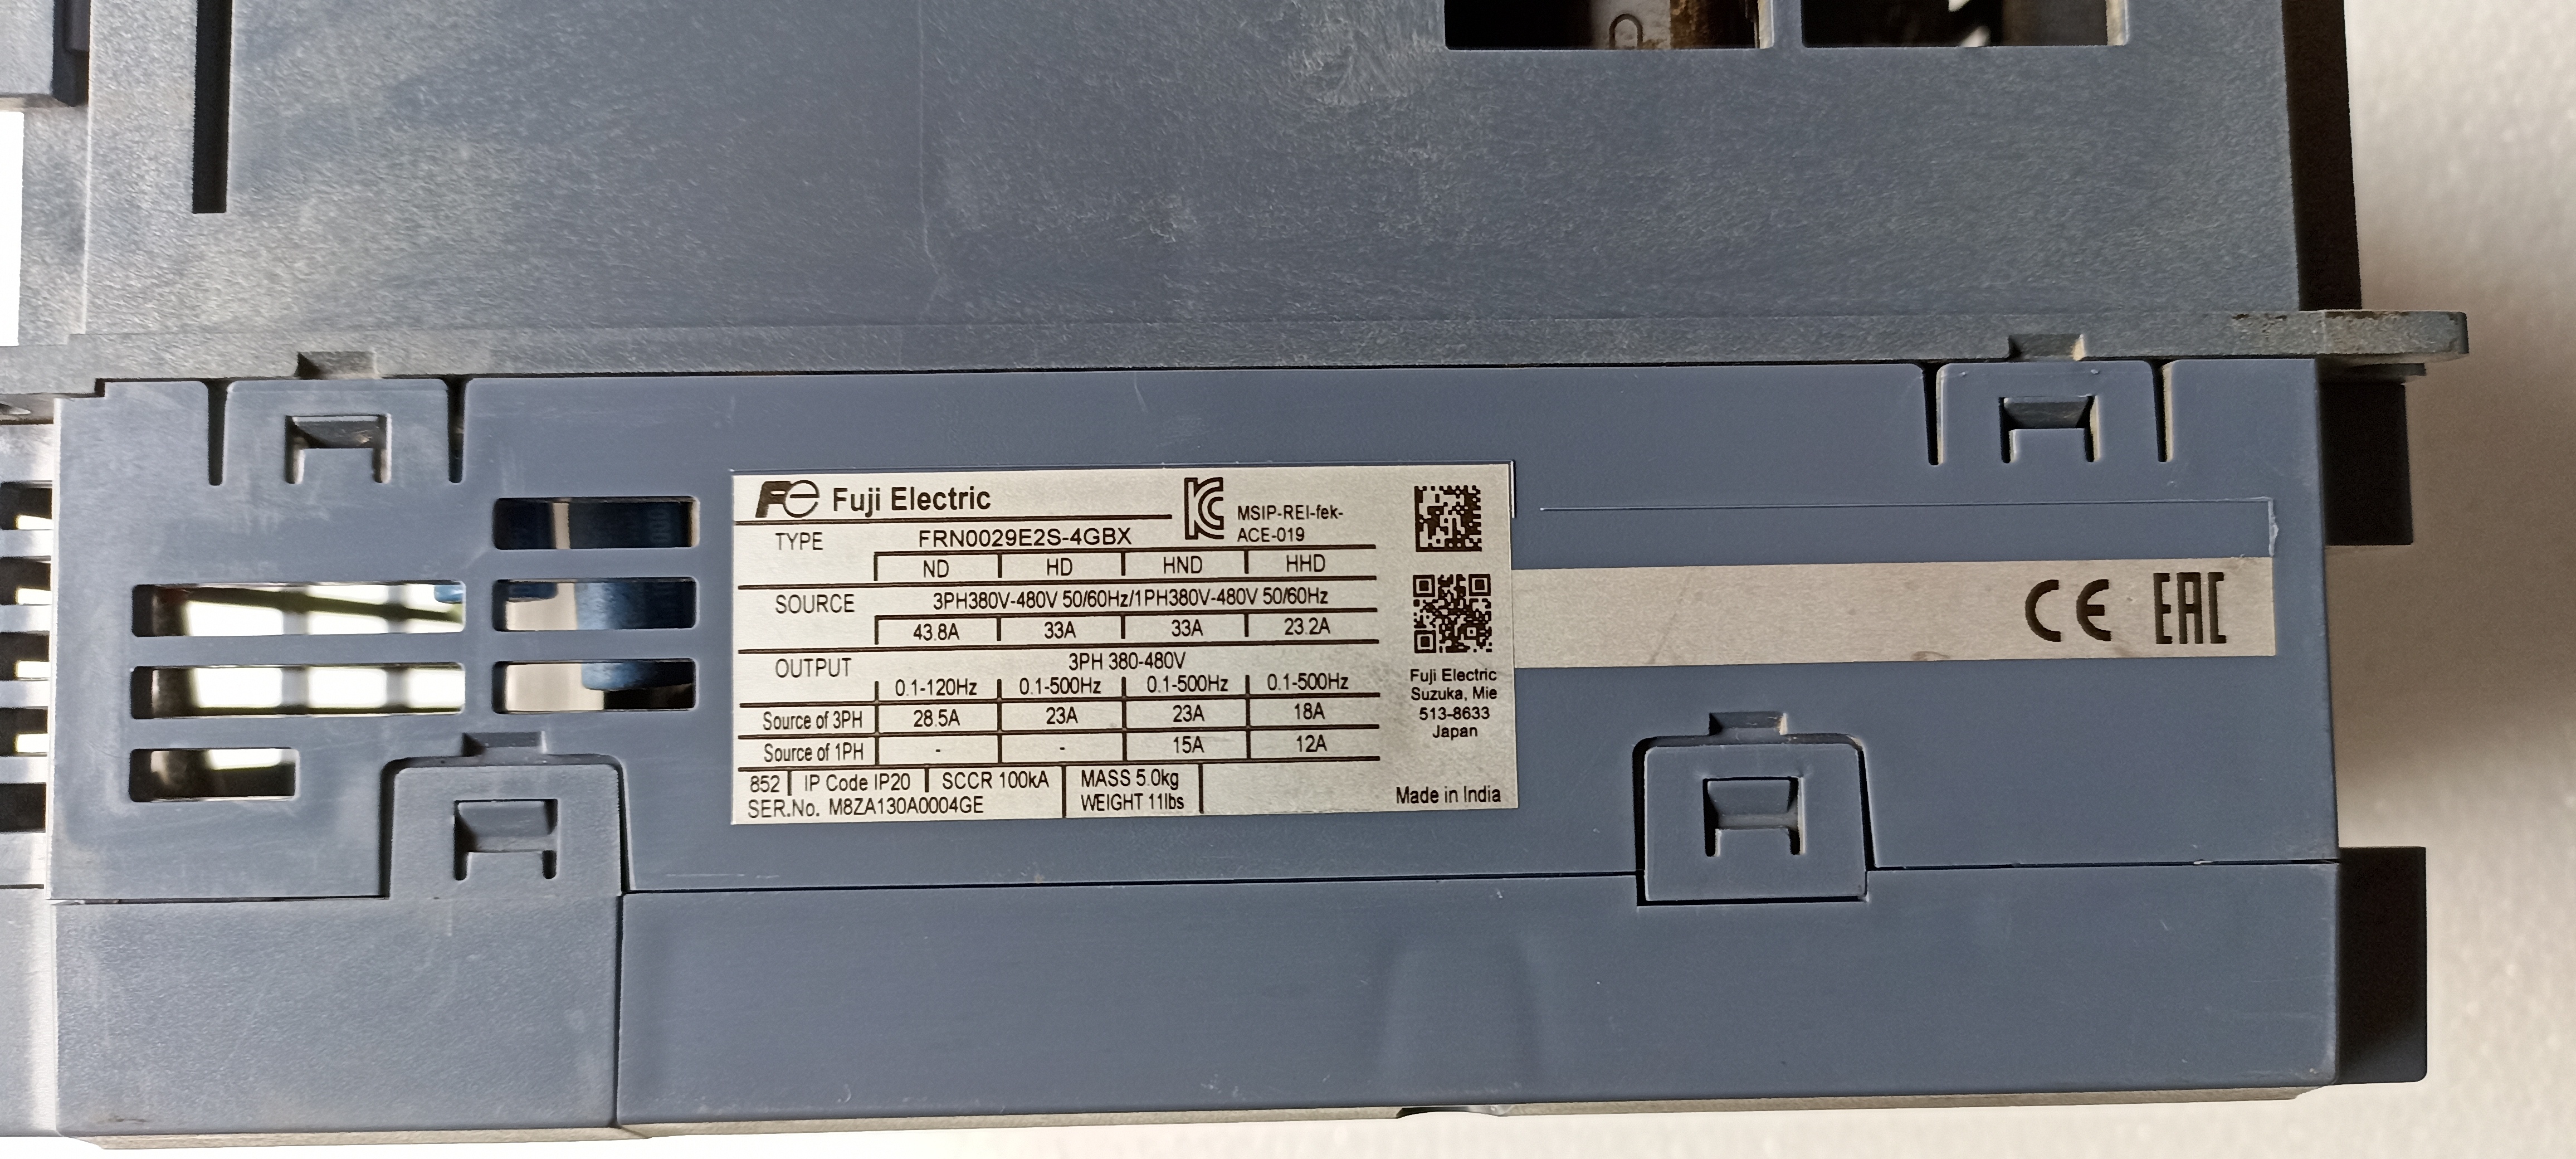 Fe Fuji Electric
MSIP-REI-fek-
ACE-019
TYPE FRN0029E2S-4GBX
ND HD HND HHD
SOURCE 3PH380V-480V 50/60Hz/1PH380V-480V 50/60Hz
43.8A 33A 33A 23.2A
OUTPUT 3PH 380-480V
0.1-120Hz 0.1-500Hz 0.1-500Hz 0.1-500Hz
Source of 3PH 28.5A 23A 23A 18A
Source of 1PH - - 15A 12A
852 IP Code IP20 SCCR 100kA MASS 5.0kg
SER.No. M8ZA130A0004GE WEIGHT 11lbs
Fuji Electric
Suzuka, Mie
513-8633
Japan
Made in India
CE EAC